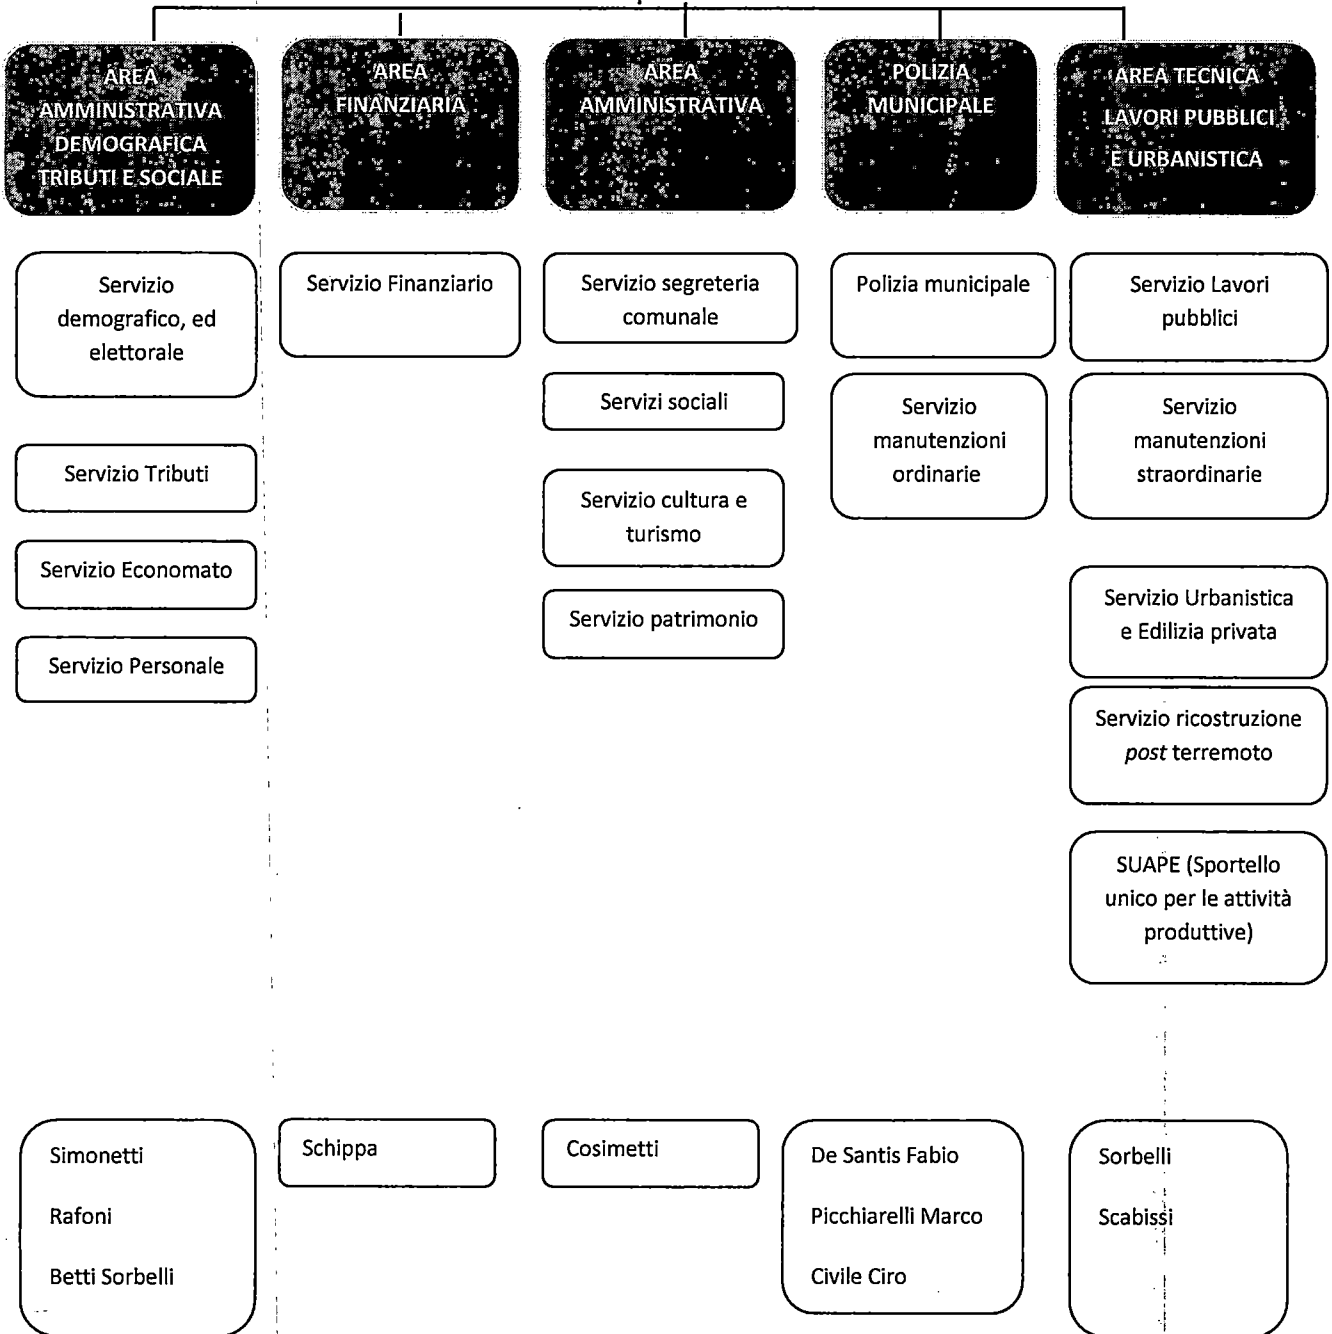 AREA
AMMINISTRATIVA
DEMOGRAFICA
TRIBUTI E SOCIALE
AREA
FINANZIARIA
AREA
AMMINISTRATIVA
POLIZIA
MUNICIPALE
AREA TECNICA
LAVORI PUBBLICI
E URBANISTICA
Servizio
demografico, ed
elettorale
Servizio Tributi
Servizio Economato
Servizio Personale
Servizio Finanziario
Servizio segreteria
comunale
Servizi sociali
Servizio cultura e
turismo
Servizio patrimonio
Polizia municipale
Servizio
manutenzioni
ordinarie
Servizio Lavori
pubblici
Servizio
manutenzioni
straordinarie
Servizio Urbanistica
e Edilizia privata
Servizio ricostruzione
post terremoto
SUAPE (Sportello
unico per le attività
produttive)
Simonetti
Rafoni
Betti Sorbelli
Schippa
Cosimetti
De Santis Fabio
Picchiarelli Marco
Civile Ciro
Sorbelli
Scabissi